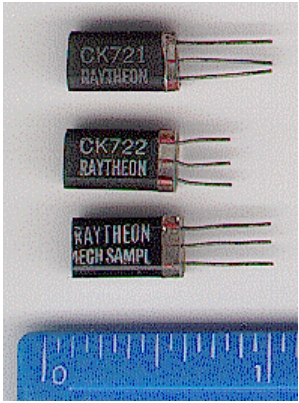 CK721
RAYTHEON
CK722
RAYTHEON
RAYTHEON
MECH SAMPL
0 1